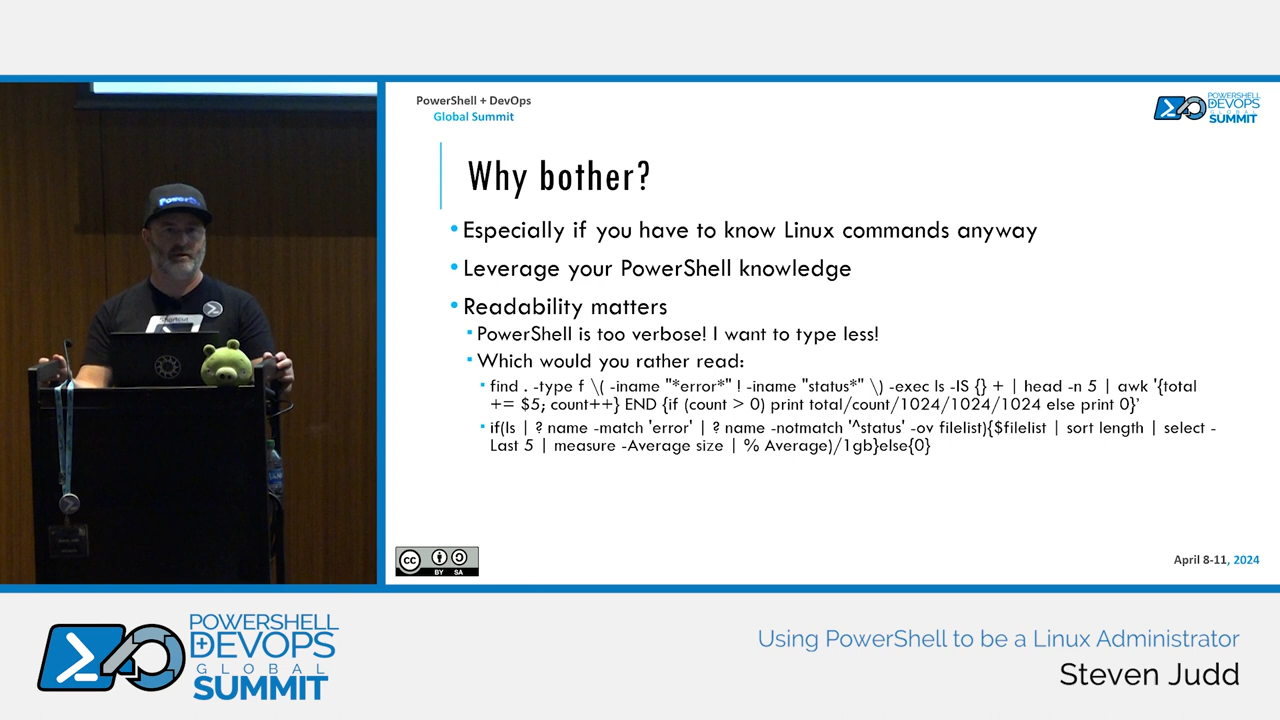 PowerShell + DevOps
Global Summit
POWERSHELL
DEVOPS
GLOBAL
SUMMIT
Why bother?
Especially if you have to know Linux commands anyway
Leverage your PowerShell knowledge
Readability matters
PowerShell is too verbose! I want to type less!
Which would you rather read:
find . -type f \( -iname "*error*" ! -iname "status*" \) -exec ls -lS {} + | head -n 5 | awk '{total
+= $5; count++} END {if (count > 0) print total/count/1024/1024/1024 else print 0}'
if(ls | ? name -match 'error' | ? name -notmatch '^status' -ov filelist){$filelist | sort length | select -
Last 5 | measure -Average size | % Average)/1gb}else{0}
cc
BY SA
April 8-11, 2024
POWERSHELL
+DEVOPS
GLOBAL
SUMMIT
Using PowerShell to be a Linux Administrator
Steven Judd